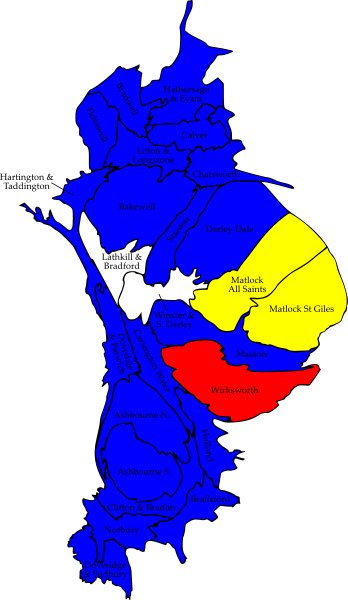 Hathersage
& Eyam
Bradwell
Tideswell
Calver
Litton &
Longstone
Chatsworth
Hartington &
Taddington
Bakewell
Stanton
Darley Dale
Lathkill &
Bradford
Matlock
All Saints
Matlock St Giles
Winster &
S. Darley
Masson
Dovedale
& Parwich
Carsington Water
Wirksworth
Ashbourne N.
Hulland
Ashbourne S.
Brailsford
Clifton & Bradley
Norbury
Doveridge
& Sudbury